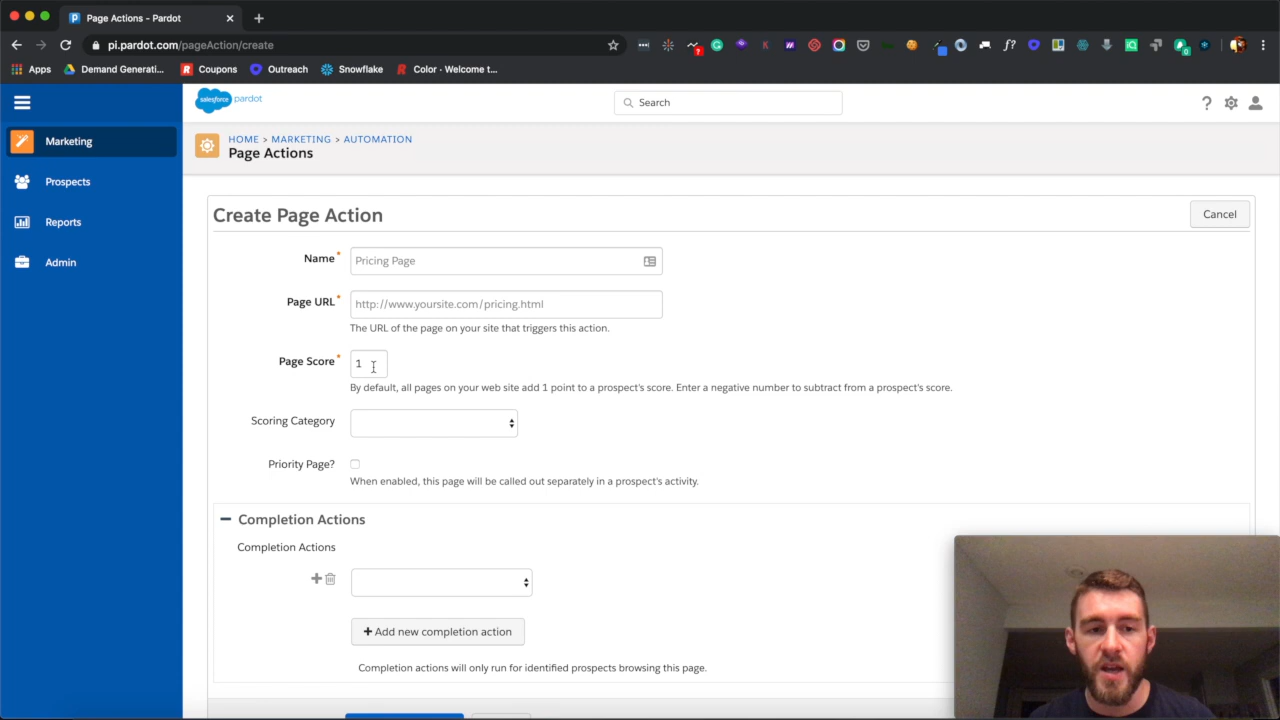 Page Actions - Pardot
pi.pardot.com/pageAction/create
Apps
Demand Generati...
Coupons
Outreach
Snowflake
Color - Welcome t...
Marketing
Prospects
Reports
Admin
salesforce pardot
Search
HOME > MARKETING > AUTOMATION
Page Actions
Create Page Action
Cancel
Name*
Pricing Page
Page URL*
http://www.yoursite.com/pricing.html
The URL of the page on your site that triggers this action.
Page Score*
1
By default, all pages on your web site add 1 point to a prospect's score. Enter a negative number to subtract from a prospect's score.
Scoring Category
Priority Page?
When enabled, this page will be called out separately in a prospect's activity.
Completion Actions
Completion Actions
+ Add new completion action
Completion actions will only run for identified prospects browsing this page.